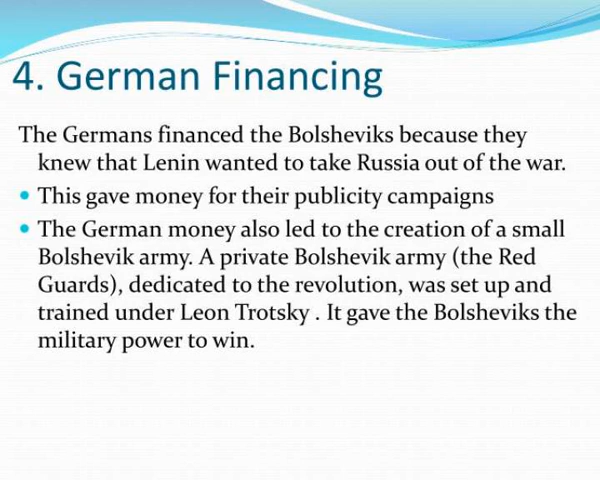 4. German Financing
The Germans financed the Bolsheviks because they
knew that Lenin wanted to take Russia out of the war.
• This gave money for their publicity campaigns
• The German money also led to the creation of a small
Bolshevik army. A private Bolshevik army (the Red
Guards), dedicated to the revolution, was set up and
trained under Leon Trotsky . It gave the Bolsheviks the
military power to win.